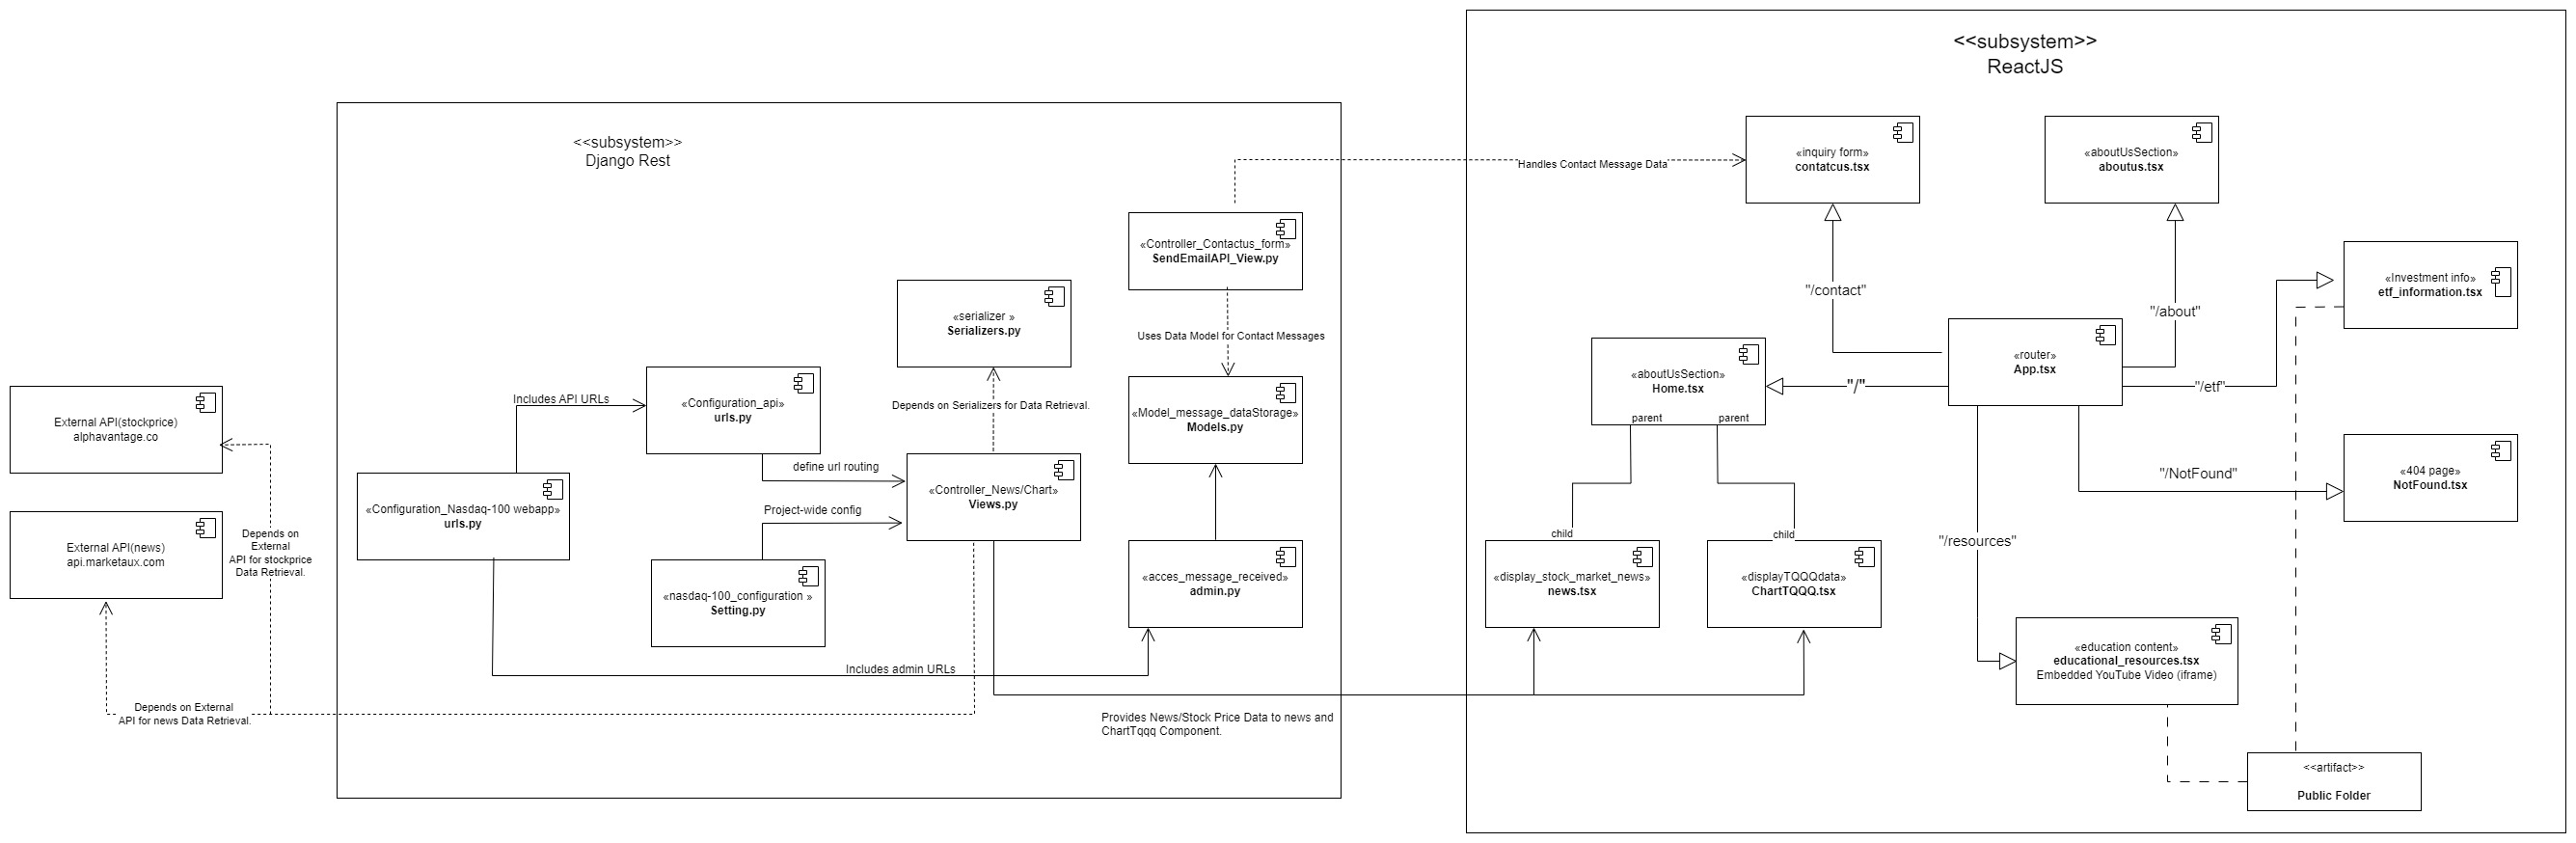 <<subsystem>>
ReactJS
<<subsystem>>
Django Rest
«inquiry form»
contatcus.tsx
«aboutUsSection»
aboutus.tsx
Handles Contact Message Data
«Controller_Contactus_form»
SendEmailAPI_View.py
«Investment info»
etf_information.tsx
"/contact"
"/about"
«serializer »
Serializers.py
Uses Data Model for Contact Messages
«router»
App.tsx
«aboutUsSection»
Home.tsx
parent
parent
"/"
"/etf"
Includes API URLs
«Configuration_api»
urls.py
Depends on Serializers for Data Retrieval.
«Model_message_dataStorage»
Models.py
External API(stockprice)
alphavantage.co
define url routing
«404 page»
NotFound.tsx
"/NotFound"
«Configuration_Nasdaq-100 webapp»
urls.py
«Controller_News/Chart»
Views.py
Project-wide config
External API(news)
api.marketaux.com
Depends on
External
API for stockprice
Data Retrieval.
child
child
"/resources"
«nasdaq-100_configuration »
Setting.py
«acces_message_received»
admin.py
«display_stock_market_news»
news.tsx
«displayTQQQdata»
ChartTQQQ.tsx
Includes admin URLs
«education content»
educational_resources.tsx
Embedded YouTube Video (iframe)
Depends on External
API for news Data Retrieval.
Provides News/Stock Price Data to news and
ChartTqqq Component.
<<artifact>>
Public Folder